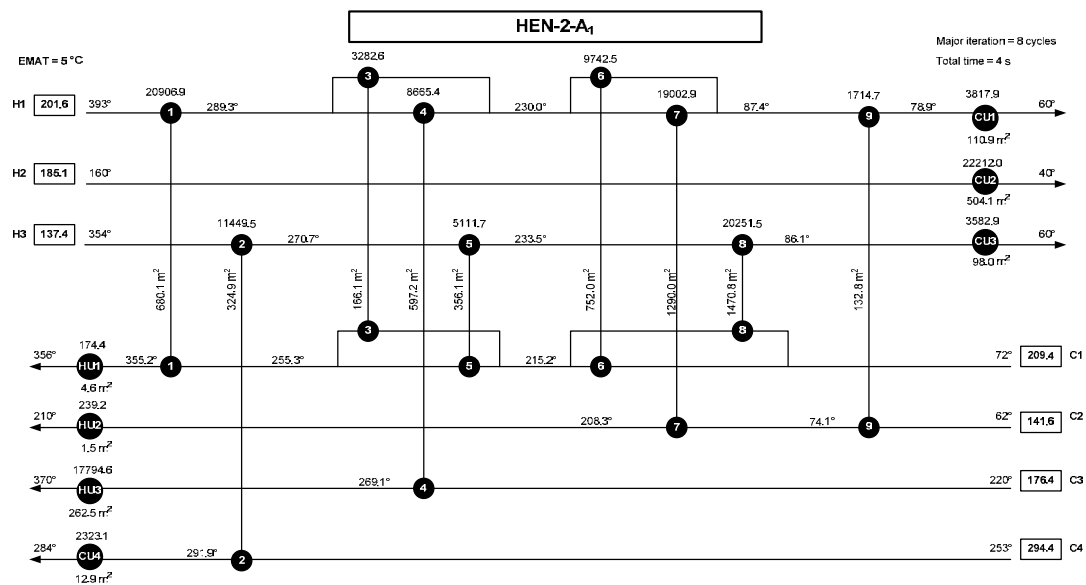 HEN-2-A1
EMAT = 5 °C
Major iteration = 8 cycles
Total time = 4 s
3282.6
9742.5
3
6
20906.9
8665.4
19002.9
1714.7
3817.9
H1 201.6 393° 1 289.3° 4 230.0° 7 87.4° 9 78.9° CU1 60°
110.9 m²
22212.0
H2 185.1 160° CU2 40°
504.1 m²
11449.5
5111.7
20251.5
3582.9
H3 137.4 354° 2 270.7° 5 233.5° 8 86.1° CU3 60°
98.0 m²
680.1 m²
324.9 m²
166.1 m²
597.2 m²
356.1 m²
752.0 m²
1290.0 m²
1470.8 m²
132.8 m²
3
8
174.4
356° HU1 355.2° 1 255.3° 5 215.2° 6 72° 209.4 C1
4.6 m²
239.2
210° HU2 208.3° 7 74.1° 9 62° 141.6 C2
1.5 m²
17794.6
370° HU3 269.1° 4 220° 176.4 C3
262.5 m²
2323.1
284° CU4 291.9° 2 253° 294.4 C4
12.9 m²